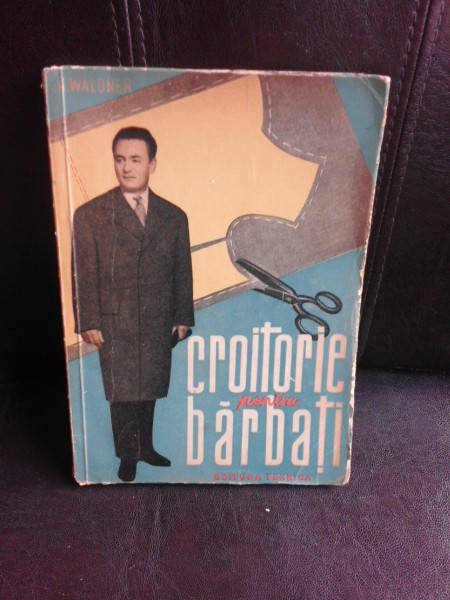 WALDNER
croitorie
pentru
bărbați
EDITURA TEHNICA